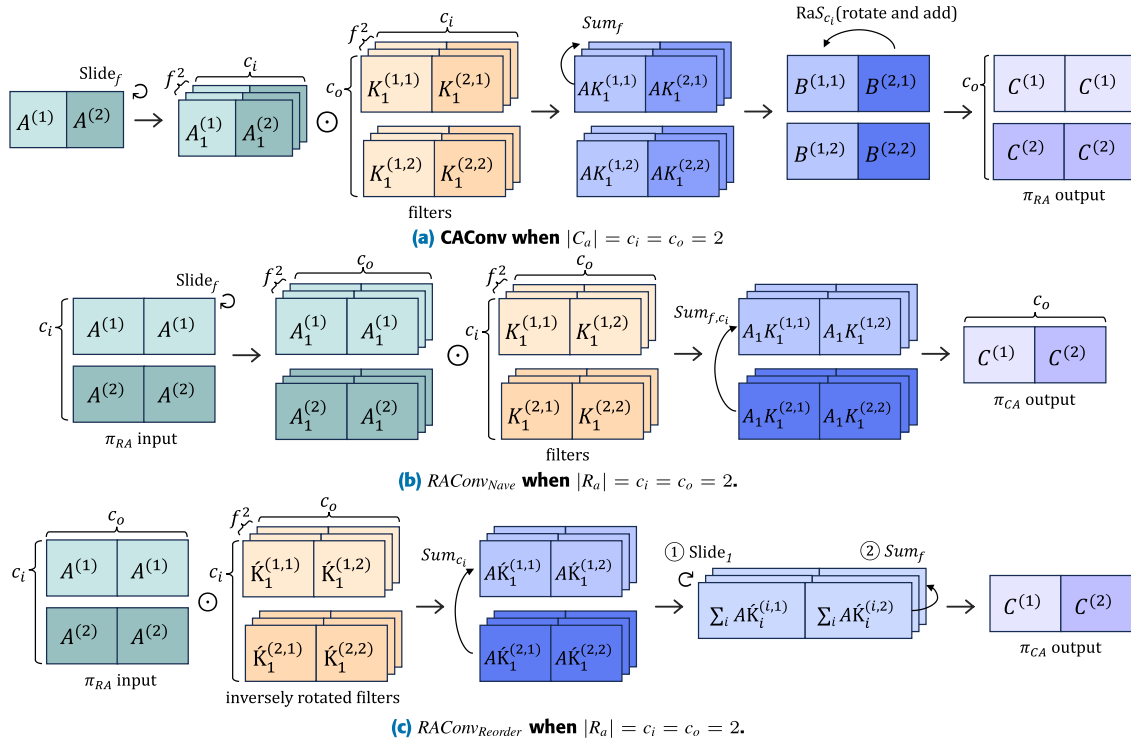 Slide_f
A^(1) A^(2)
f^2
c_i
A_1^(1) A_1^(2)
⊙
f^2
c_i
c_o
K_1^(1,1) K_1^(2,1)
K_1^(1,2) K_1^(2,2)
filters
Sum_f
AK_1^(1,1) AK_1^(2,1)
AK_1^(1,2) AK_1^(2,2)
RaS_{c_i}(rotate and add)
B^(1,1) B^(2,1)
B^(1,2) B^(2,2)
c_o
C^(1) C^(1)
C^(2) C^(2)
π_RA output
(a) CAConv when |C_a| = c_i = c_o = 2
Slide_f
c_i
A^(1) A^(1)
A^(2) A^(2)
π_RA input
f^2
c_o
A_1^(1) A_1^(1)
A_1^(2) A_1^(2)
⊙
f^2
c_o
c_i
K_1^(1,1) K_1^(1,2)
K_1^(2,1) K_1^(2,2)
filters
Sum_{f,c_i}
A_1K_1^(1,1) A_1K_1^(1,2)
A_1K_1^(2,1) A_1K_1^(2,2)
c_o
C^(1) C^(2)
π_CA output
(b) RAConv_Nave when |R_a| = c_i = c_o = 2.
c_o
c_i
A^(1) A^(1)
A^(2) A^(2)
π_RA input
⊙
f^2
c_o
c_i
Ḱ_1^(1,1) Ḱ_1^(1,2)
Ḱ_1^(2,1) Ḱ_1^(2,2)
inversely rotated filters
Sum_{c_i}
AḰ_1^(1,1) AḰ_1^(1,2)
AḰ_1^(2,1) AḰ_1^(2,2)
① Slide_1
② Sum_f
∑_i AḰ_i^(i,1) ∑_i AḰ_i^(i,2)
C^(1) C^(2)
π_CA output
(c) RAConv_Reorder when |R_a| = c_i = c_o = 2.